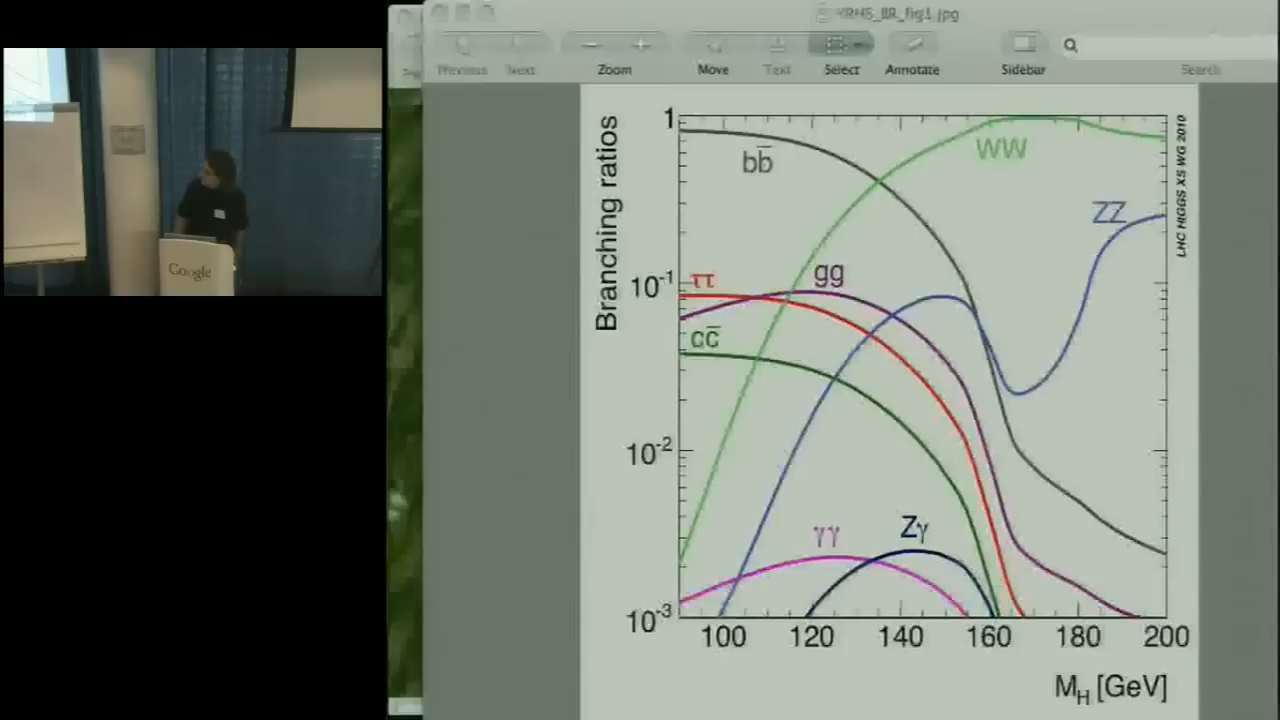 YRHS_BR_fig1.jpg
Previous Next Zoom Move Text Select Annotate Sidebar Search
Google
Branching ratios
1
10-1
10-2
10-3
bb̅
WW
ZZ
ττ
gg
cc̅
γγ
Zγ
100 120 140 160 180 200
MH [GeV]
LHC HIGGS XS WG 2010